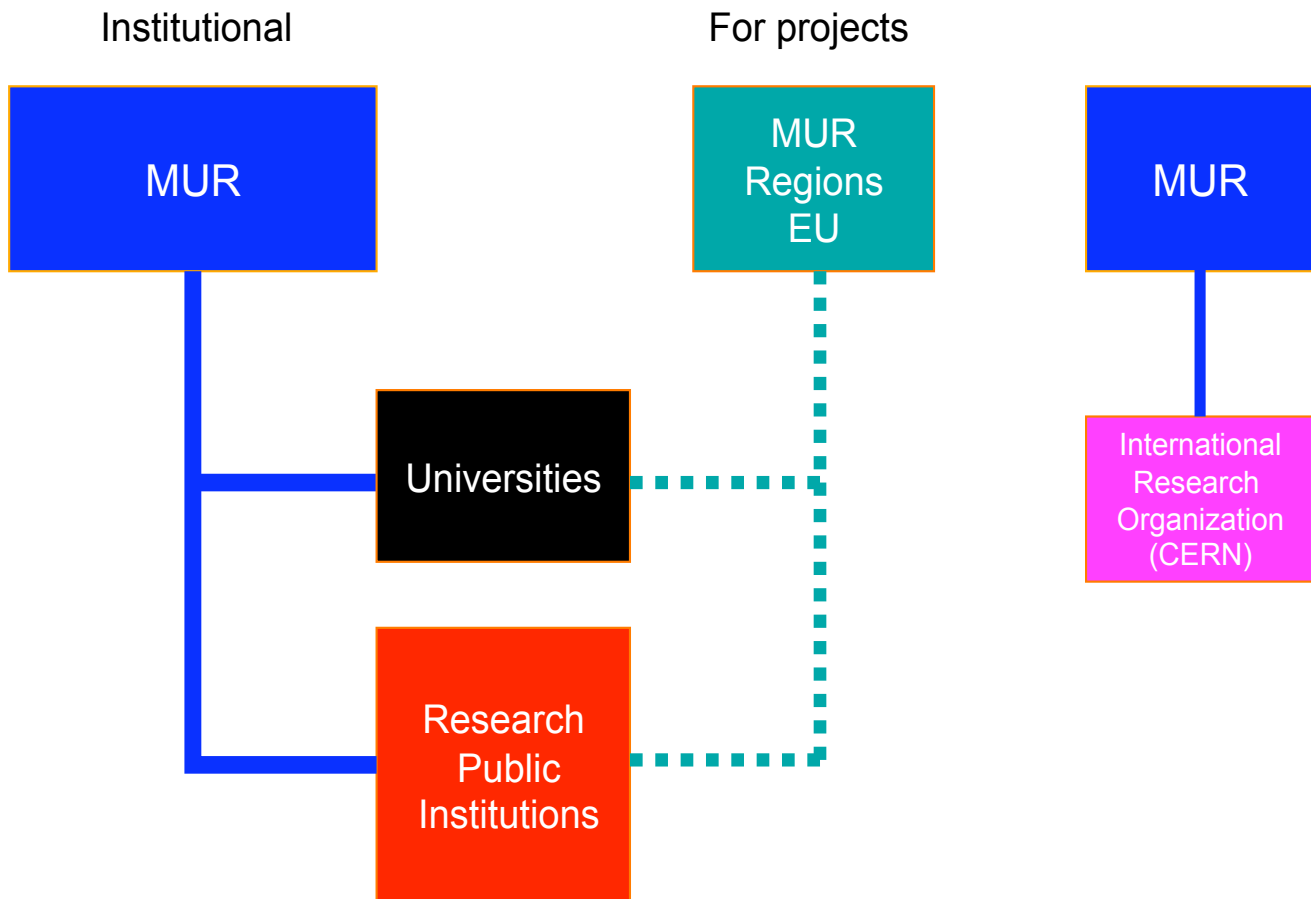 Institutional
For projects
MUR
MUR
Regions
EU
MUR
Universities
International
Research
Organization
(CERN)
Research
Public
Institutions